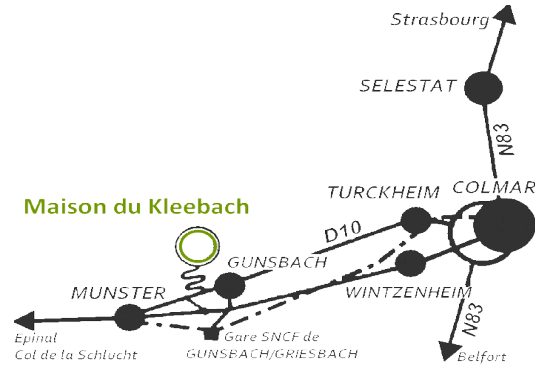 Strasbourg
SELESTAT
N83
TURCKHEIM
COLMAR
Maison du Kleebach
D10
GUNSBACH
MUNSTER
WINTZENHEIM
N83
Epinal
Col de la Schlucht
Gare SNCF de
GUNSBACH/GRIESBACH
Belfort